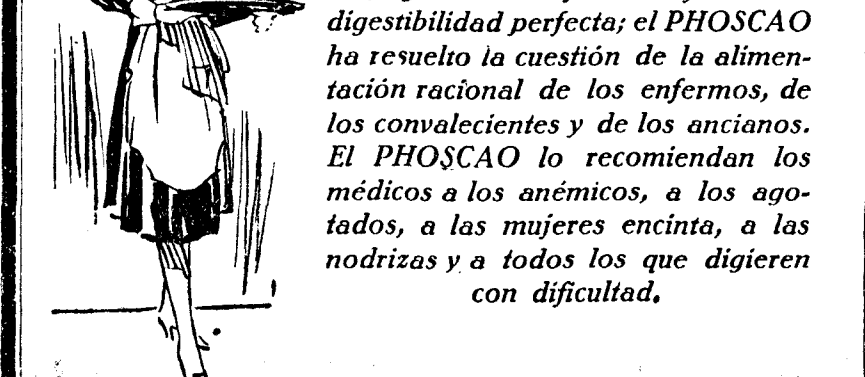 digestibilidad perfecta; el PHOSCAO
ha resuelto la cuestión de la alimen-
tación racional de los enfermos, de
los convalecientes y de los ancianos.
El PHOSCAO lo recomiendan los
médicos a los anémicos, a los ago-
tados, a las mujeres encinta, a las
nodrizas y a todos los que digieren
con dificultad.